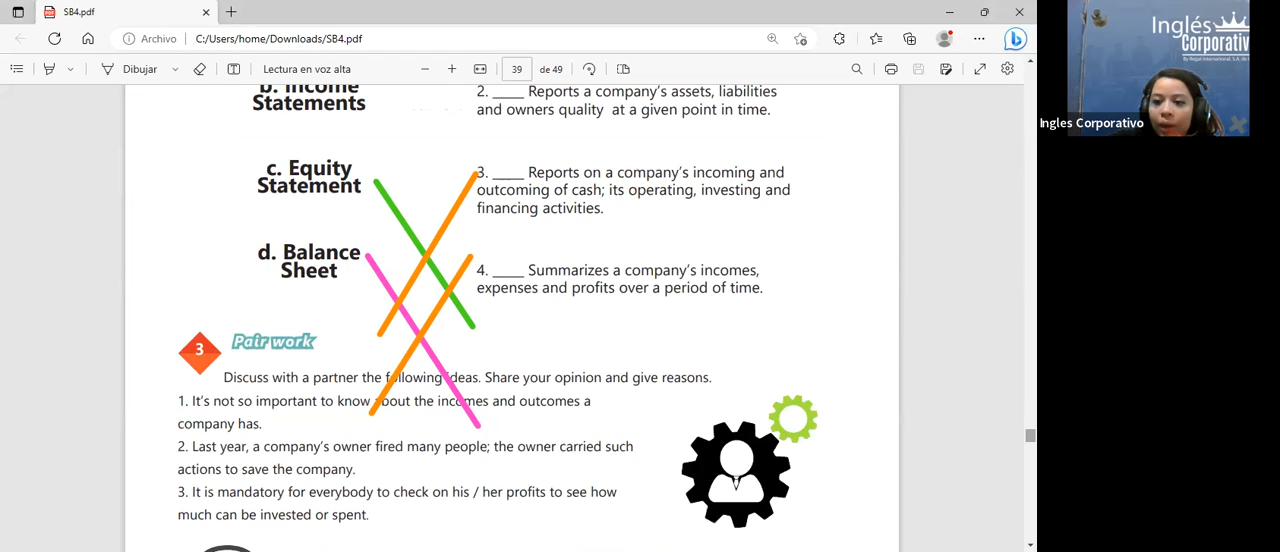 SB4.pdf
Archivo
C:/Users/home/Downloads/SB4.pdf
Dibujar
Lectura en voz alta
39
de 49
b. Income
Statements
2. ____ Reports a company's assets, liabilities
and owners quality at a given point in time.
c. Equity
Statement
3. ____ Reports on a company's incoming and
outcoming of cash; its operating, investing and
financing activities.
d. Balance
Sheet
4. ____ Summarizes a company's incomes,
expenses and profits over a period of time.
3
Pair work
Discuss with a partner the following ideas. Share your opinion and give reasons.
1. It's not so important to know about the incomes and outcomes a
company has.
2. Last year, a company's owner fired many people; the owner carried such
actions to save the company.
3. It is mandatory for everybody to check on his / her profits to see how
much can be invested or spent.
Inglés
Corporativo
Ingles Corporativo